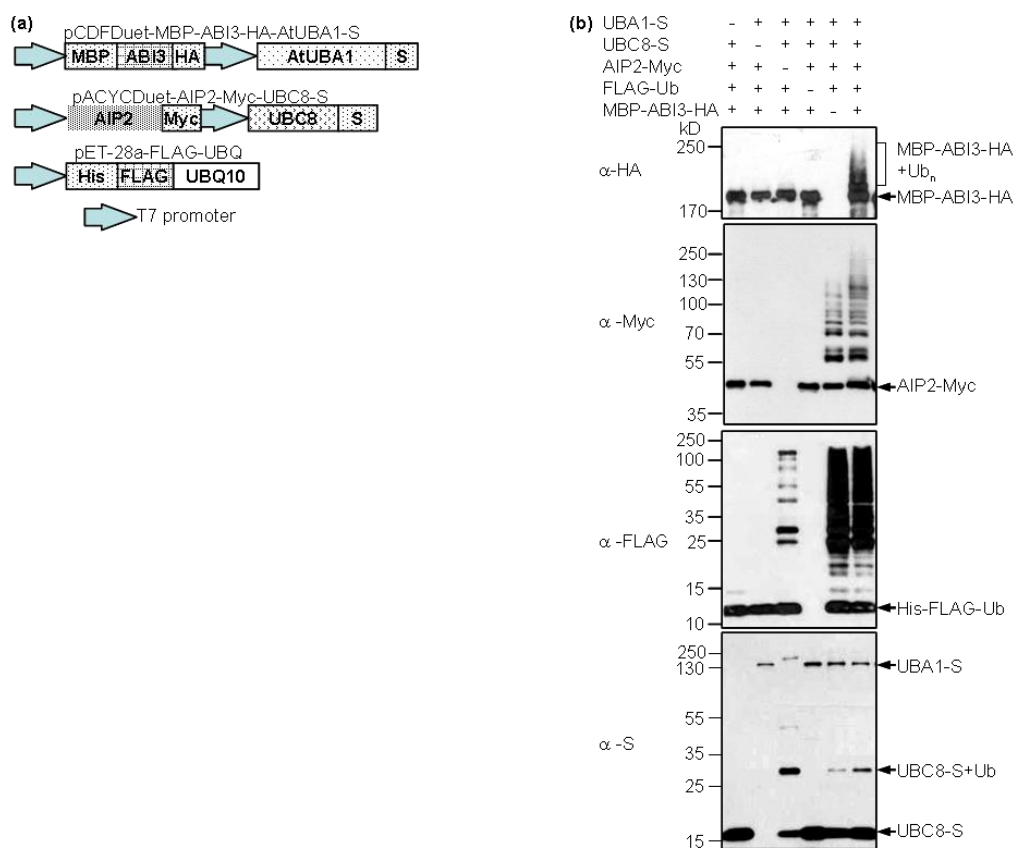 (a)
pCDFDuet-MBP-ABI3-HA-AtUBA1-S
MBP ABI3 HA AtUBA1 S
pACYCDuet-AIP2-Myc-UBC8-S
AIP2 Myc UBC8 S
pET-28a-FLAG-UBQ
His FLAG UBQ10
T7 promoter
(b)
UBA1-S - + + + + +
UBC8-S + - + + + +
AIP2-Myc + + - + + +
FLAG-Ub + + + - + +
MBP-ABI3-HA + + + + - +
kD
α-HA
250
170
MBP-ABI3-HA
+Ubn
MBP-ABI3-HA
α-Myc
250
130
100
70
55
35
AIP2-Myc
α-FLAG
250
100
55
35
25
15
10
His-FLAG-Ub
α-S
250
130
55
35
25
15
UBA1-S
UBC8-S+Ub
UBC8-S